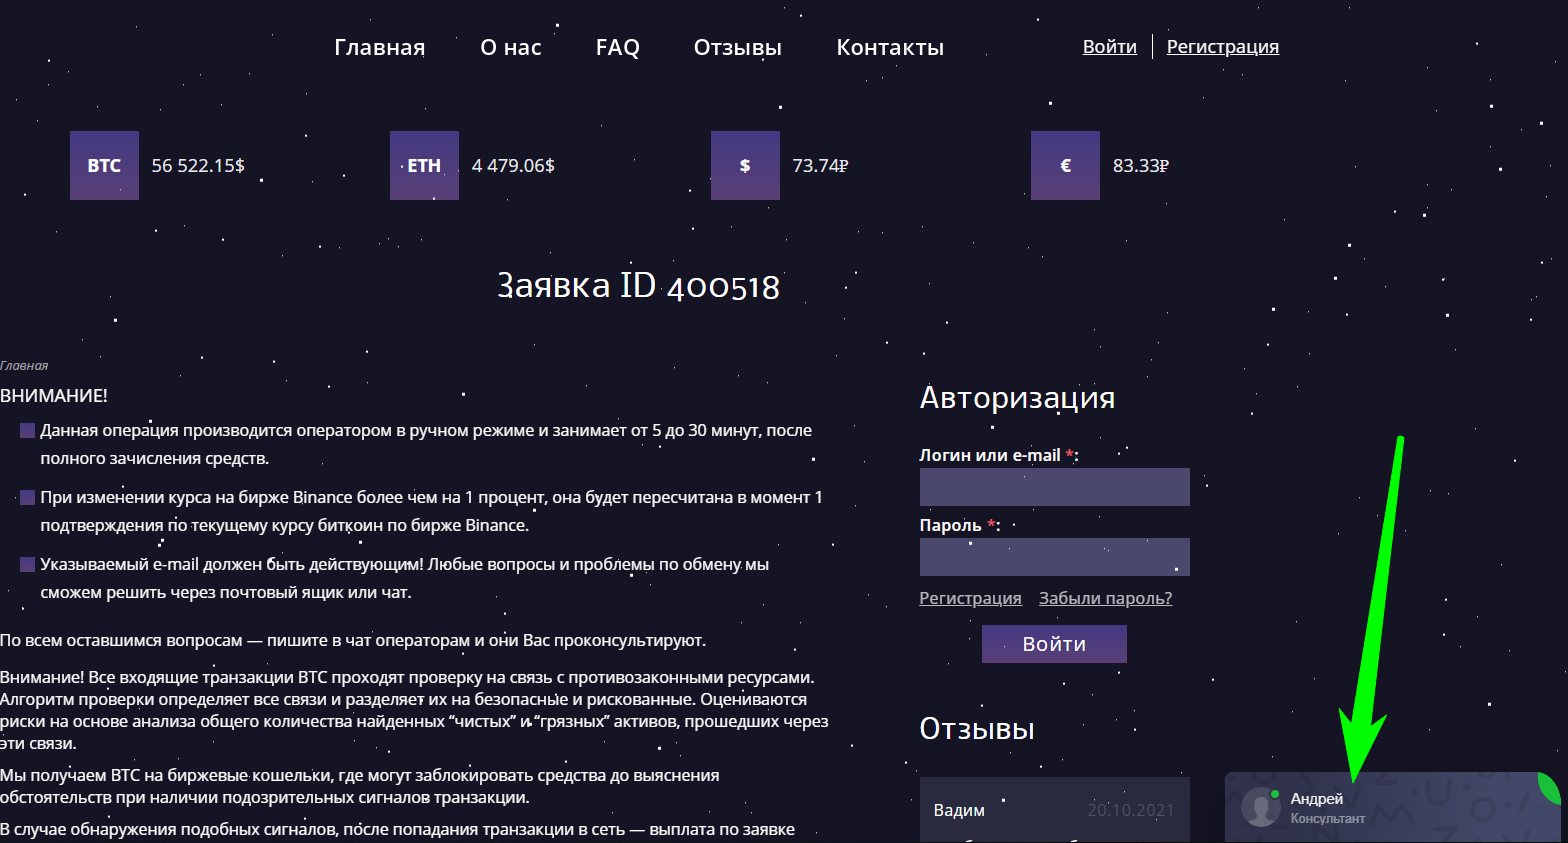 Главная О нас FAQ Отзывы Контакты Войти Регистрация
BTC 56 522.15$ ETH 4 479.06$ $ 73.74₽ € 83.33₽
Заявка ID 400518
Главная
ВНИМАНИЕ!
Данная операция производится оператором в ручном режиме и занимает от 5 до 30 минут, после
полного зачисления средств.
При изменении курса на бирже Binance более чем на 1 процент, она будет пересчитана в момент 1
подтверждения по текущему курсу биткоин по бирже Binance.
Указываемый e-mail должен быть действующим! Любые вопросы и проблемы по обмену мы
сможем решить через почтовый ящик или чат.
По всем оставшимся вопросам — пишите в чат операторам и они Вас проконсультируют.
Внимание! Все входящие транзакции BTC проходят проверку на связь с противозаконными ресурсами.
Алгоритм проверки определяет все связи и разделяет их на безопасные и рискованные. Оцениваются
риски на основе анализа общего количества найденных “чистых” и “грязных” активов, прошедших через
эти связи.
Мы получаем BTC на биржевые кошельки, где могут заблокировать средства до выяснения
обстоятельств при наличии подозрительных сигналов транзакции.
В случае обнаружения подобных сигналов, после попадания транзакции в сеть — выплата по заявке
Авторизация
Логин или e-mail *:
Пароль *:
Регистрация Забыли пароль?
Войти
Отзывы
Вадим 20.10.2021
Андрей
Консультант